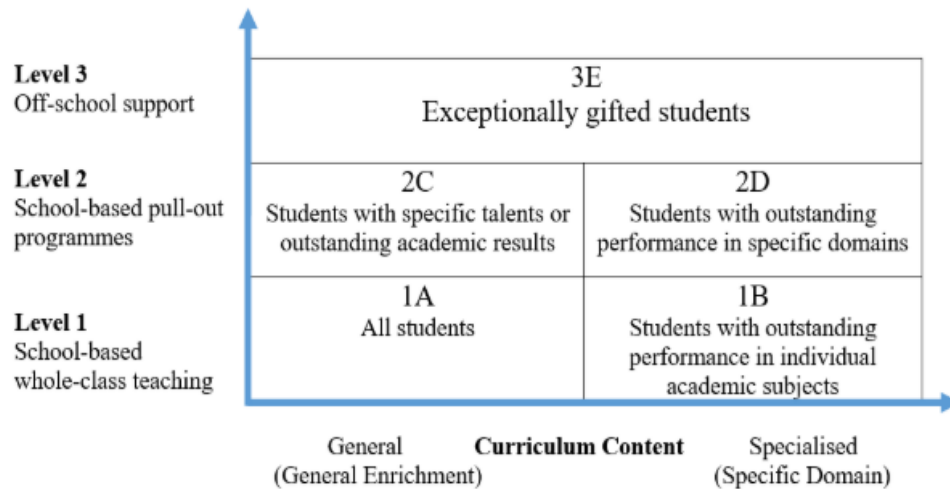 Level 3
Off-school support
3E
Exceptionally gifted students
Level 2
School-based pull-out
programmes
2C
Students with specific talents or
outstanding academic results
2D
Students with outstanding
performance in specific domains
Level 1
School-based
whole-class teaching
1A
All students
1B
Students with outstanding
performance in individual
academic subjects
General
(General Enrichment)
Curriculum Content
Specialised
(Specific Domain)